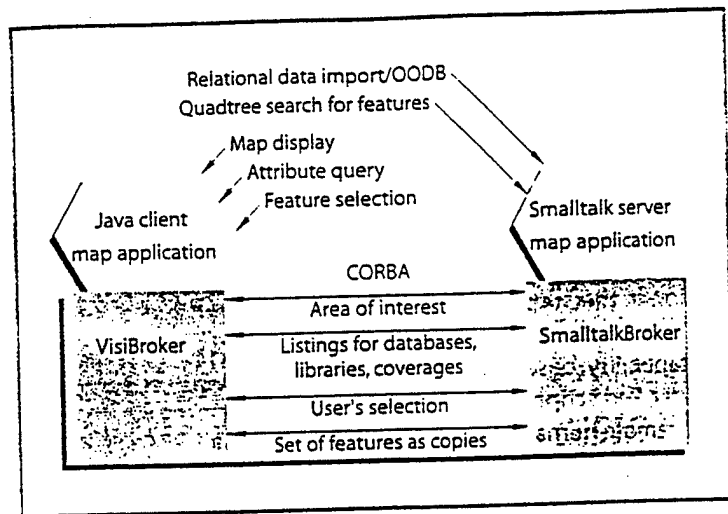 Relational data import/OODB
Quadtree search for features
Map display
Attribute query
Feature selection
Java client
map application
Smalltalk server
map application
CORBA
Area of interest
VisiBroker
Listings for databases,
libraries, coverages
SmalltalkBroker
User's selection
Set of features as copies